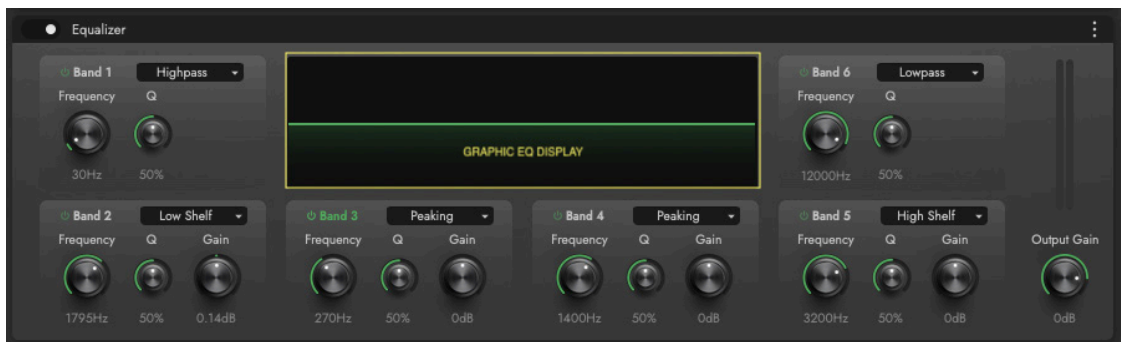 Equalizer
Band 1 Highpass
Frequency Q
30Hz 50%
GRAPHIC EQ DISPLAY
Band 6 Lowpass
Frequency Q
12000Hz 50%
Band 2 Low Shelf
Frequency Q Gain
1795Hz 50% 0.14dB
Band 3 Peaking
Frequency Q Gain
270Hz 50% 0dB
Band 4 Peaking
Frequency Q Gain
1400Hz 50% 0dB
Band 5 High Shelf
Frequency Q Gain
3200Hz 50% 0dB
Output Gain
0dB